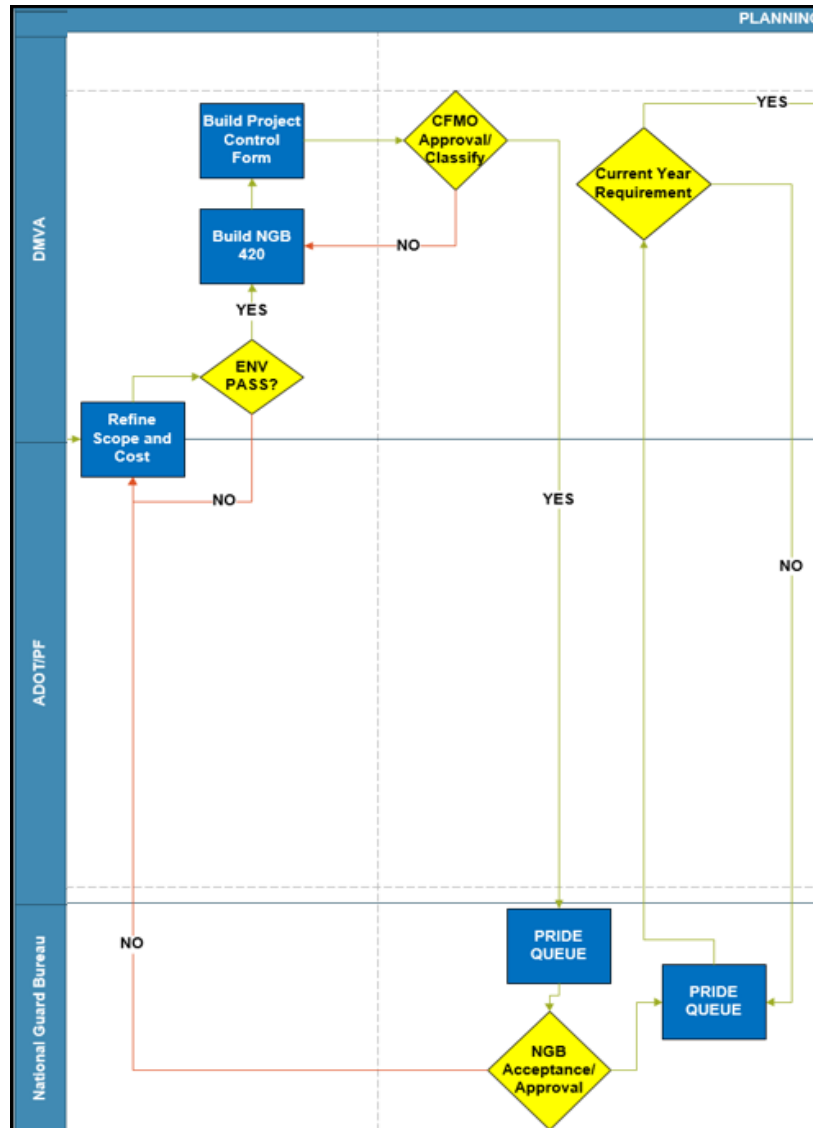 PLANNING
DMVA
ADOT/PF
National Guard Bureau
Build Project
Control
Form
CFMO
Approval/
Classify
YES
Current Year
Requirement
Build NGB
420
NO
YES
ENV
PASS?
Refine
Scope and
Cost
NO
YES
NO
NO
PRIDE
QUEUE
PRIDE
QUEUE
NGB
Acceptance/
Approval